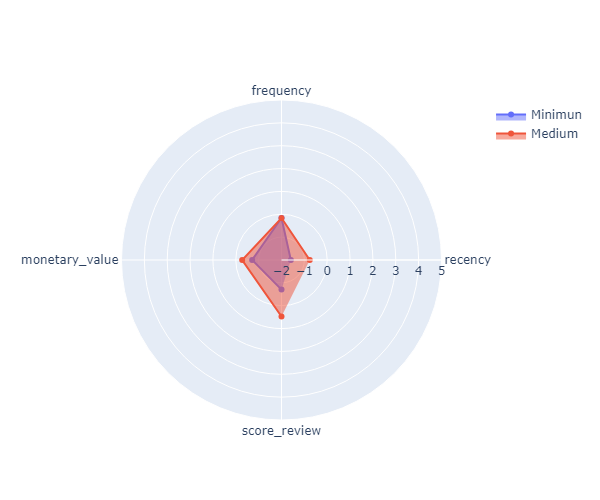 frequency
Minimun
Medium
monetary_value
recency
−2 −1 0 1 2 3 4 5
score_review